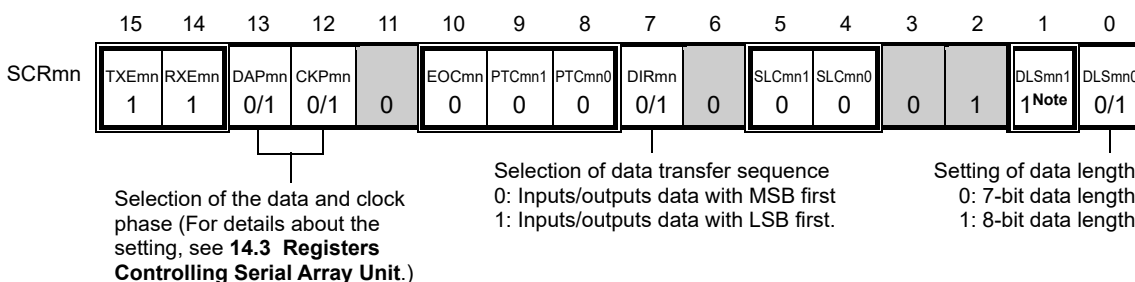 15 14 13 12 11 10 9 8 7 6 5 4 3 2 1 0
SCRmn TXEmn RXEmn DAPmn CKPmn EOCmn PTCmn1 PTCmn0 DIRmn SLCmn1 SLCmn0 DLSmn1 DLSmn0
1 1 0/1 0/1 0 0 0 0 0/1 0 0 0 0 1 1 Note 0/1
Selection of the data and clock
phase (For details about the
setting, see 14.3 Registers
Controlling Serial Array Unit.)
Selection of data transfer sequence
0: Inputs/outputs data with MSB first
1: Inputs/outputs data with LSB first.
Setting of data length
0: 7-bit data length
1: 8-bit data length